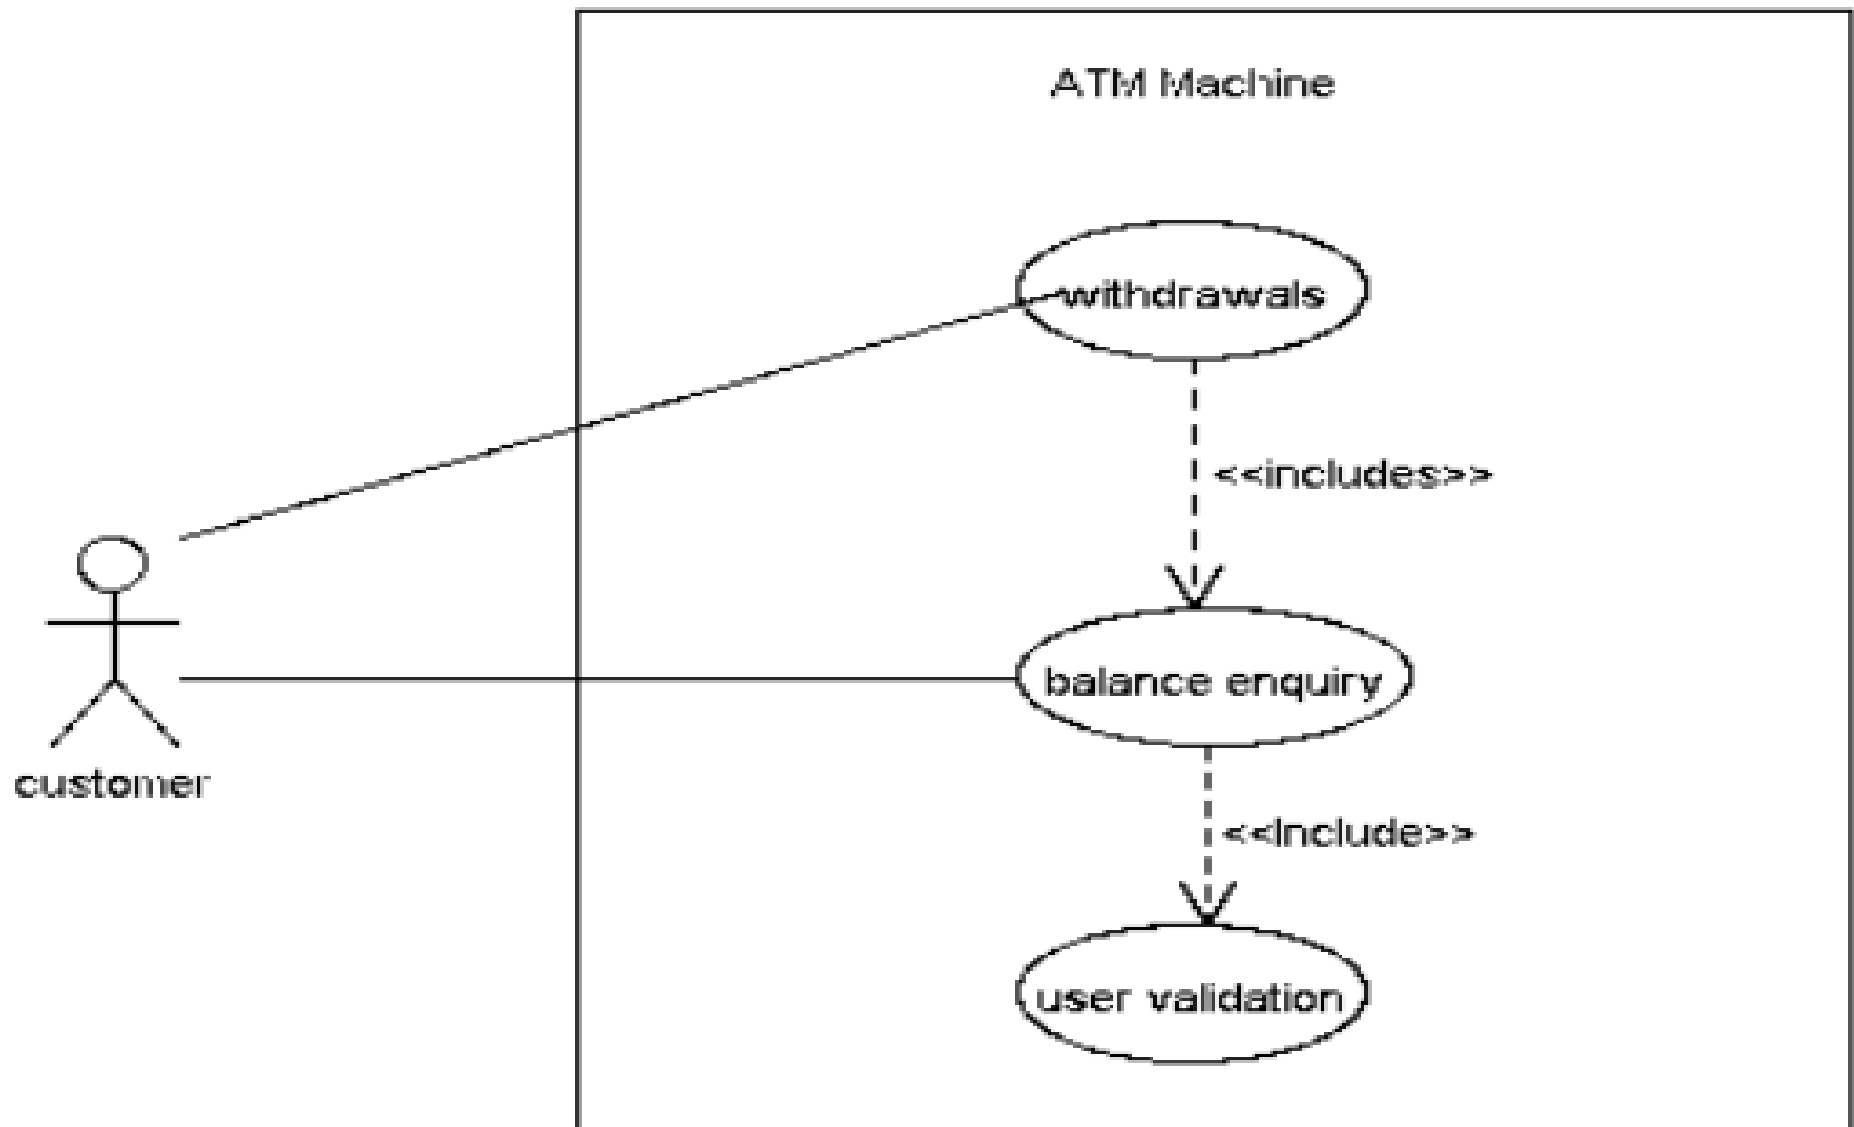 ATM Machine
withdrawals
<<includes>>
balance enquiry
customer
<<Include>>
user validation